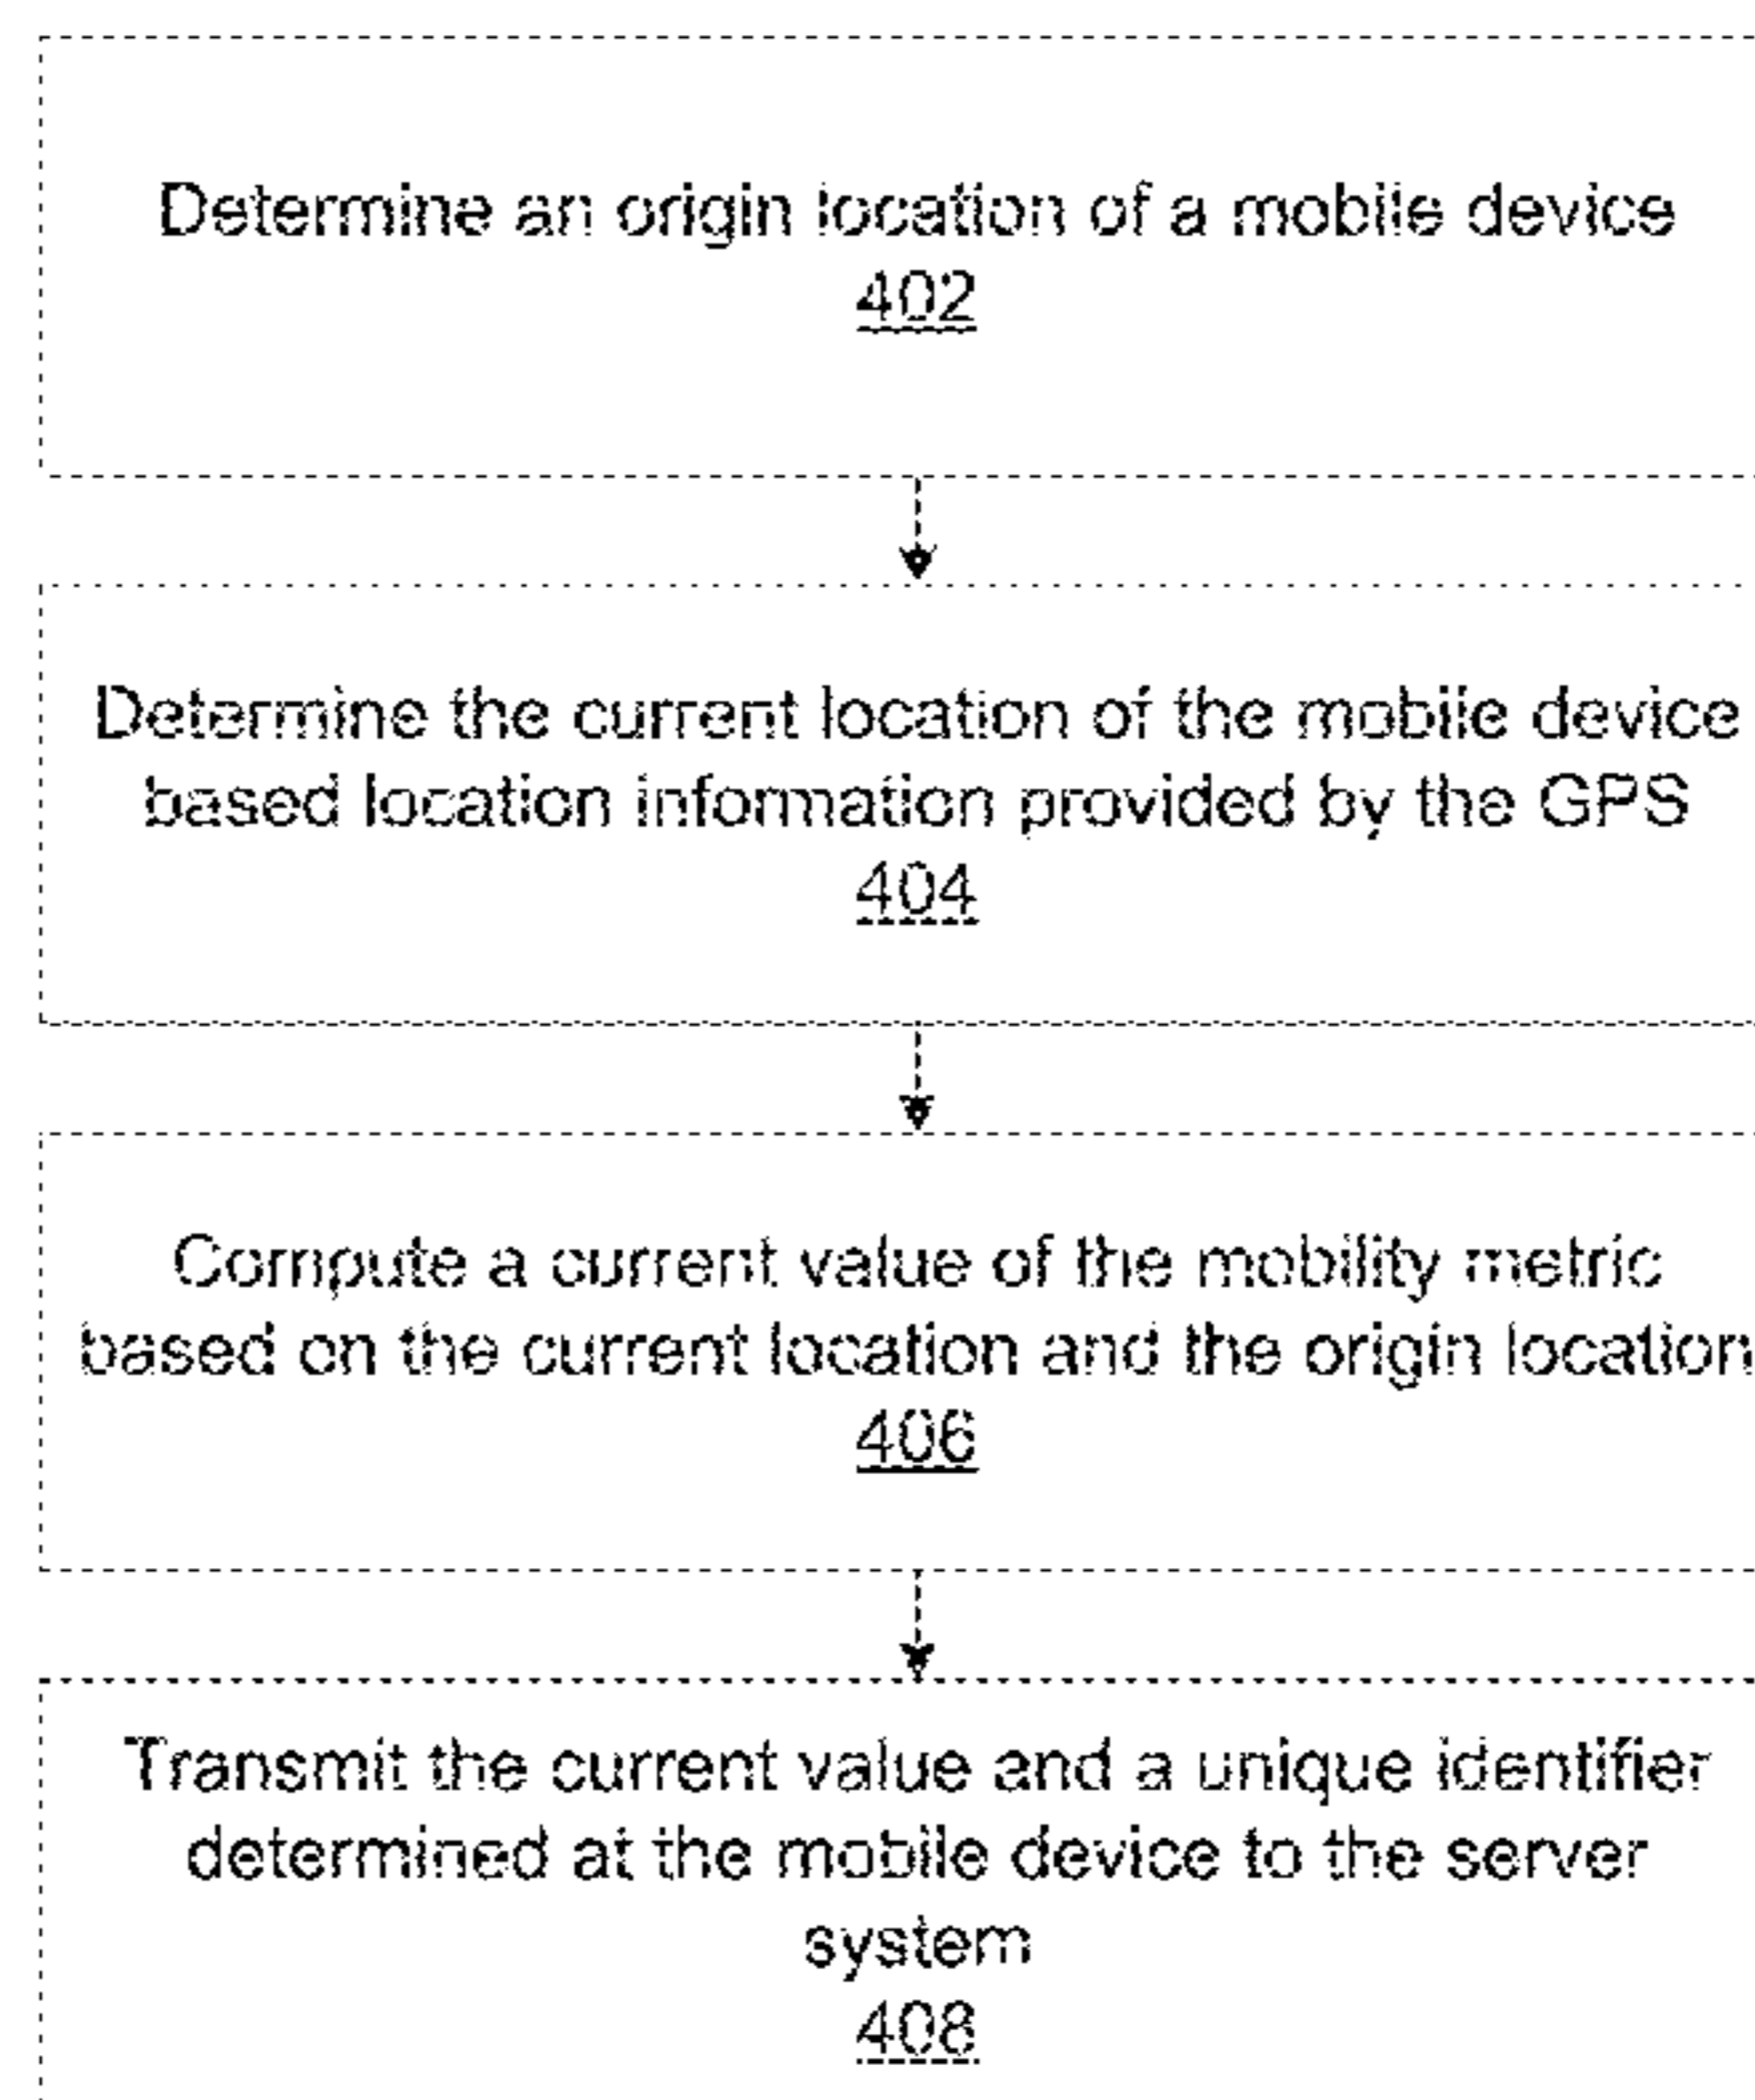 Determine an origin location of a mobile device
402
Determine the current location of the mobile device
based location information provided by the GPS
404
Compute a current value of the mobility metric
based on the current location and the origin location
406
Transmit the current value and a unique identifier
determined at the mobile device to the server
system
408